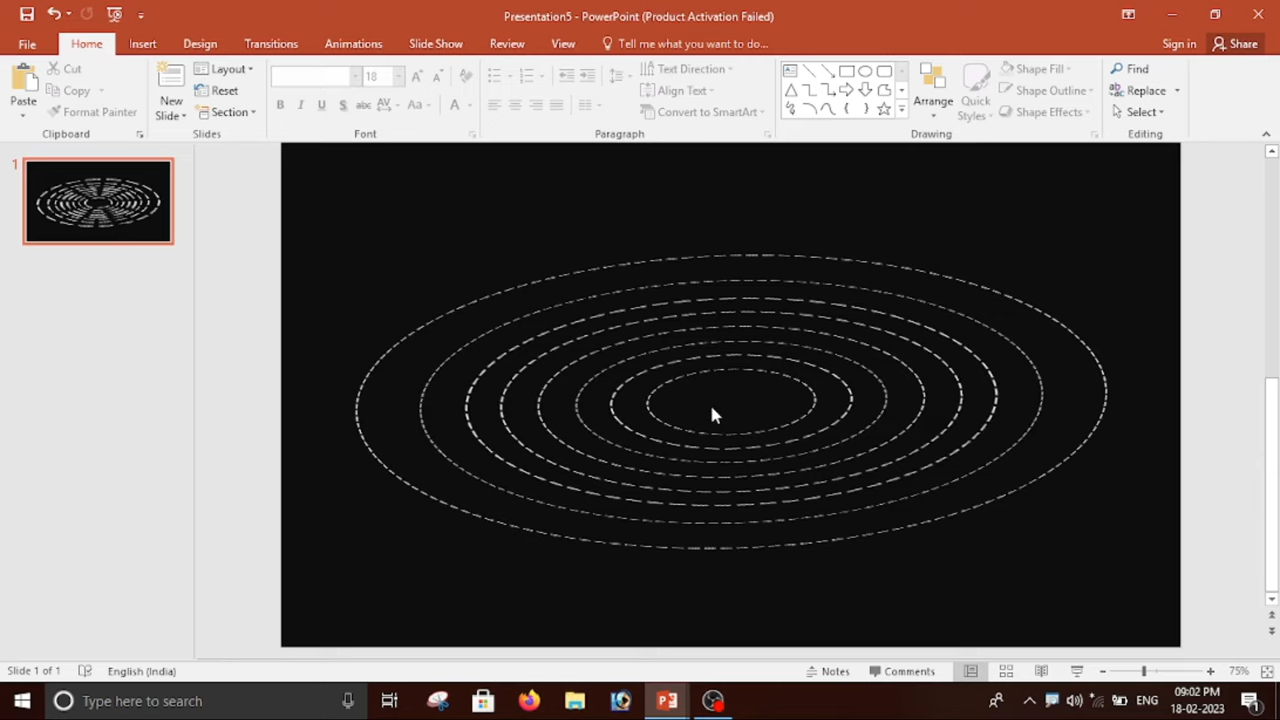 Presentation5 - PowerPoint (Product Activation Failed)
File Home Insert Design Transitions Animations Slide Show Review View Tell me what you want to do... Sign in Share
Paste Cut Copy Format Painter Clipboard
New Slide Layout Reset Section Slides
18 B I U S abc AV Aa A Font
Text Direction Align Text Convert to SmartArt Paragraph
Arrange Quick Styles Shape Fill Shape Outline Shape Effects Drawing
Find Replace Select Editing
1
Slide 1 of 1 English (India) Notes Comments 75%
Type here to search ENG 09:02 PM
18-02-2023